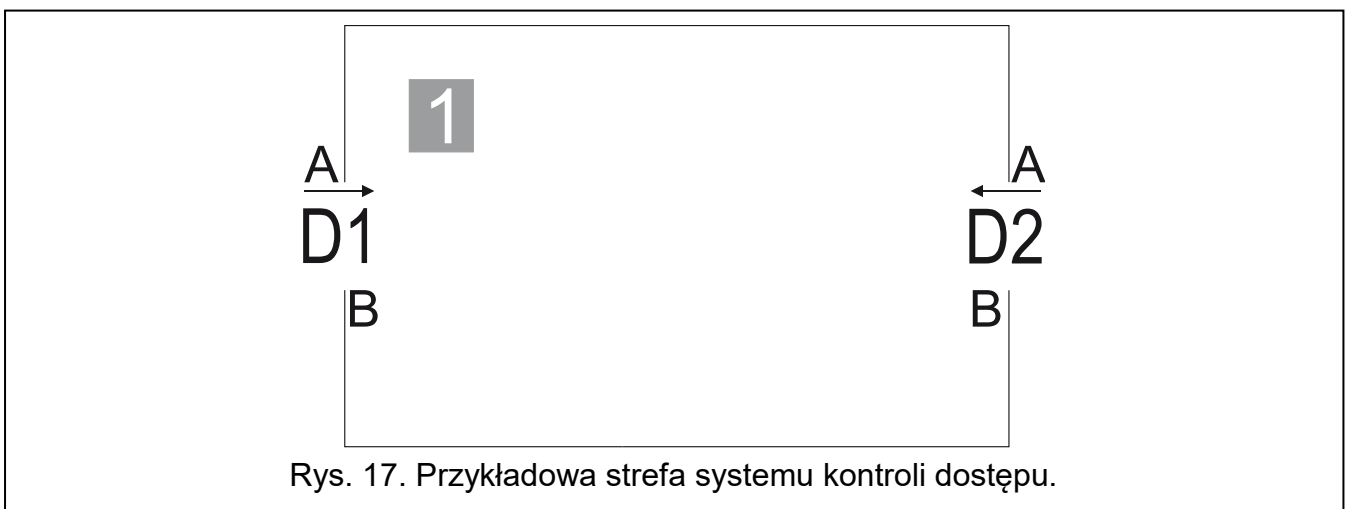 1
A A
D1 D2
B B
Rys. 17. Przykładowa strefa systemu kontroli dostępu.